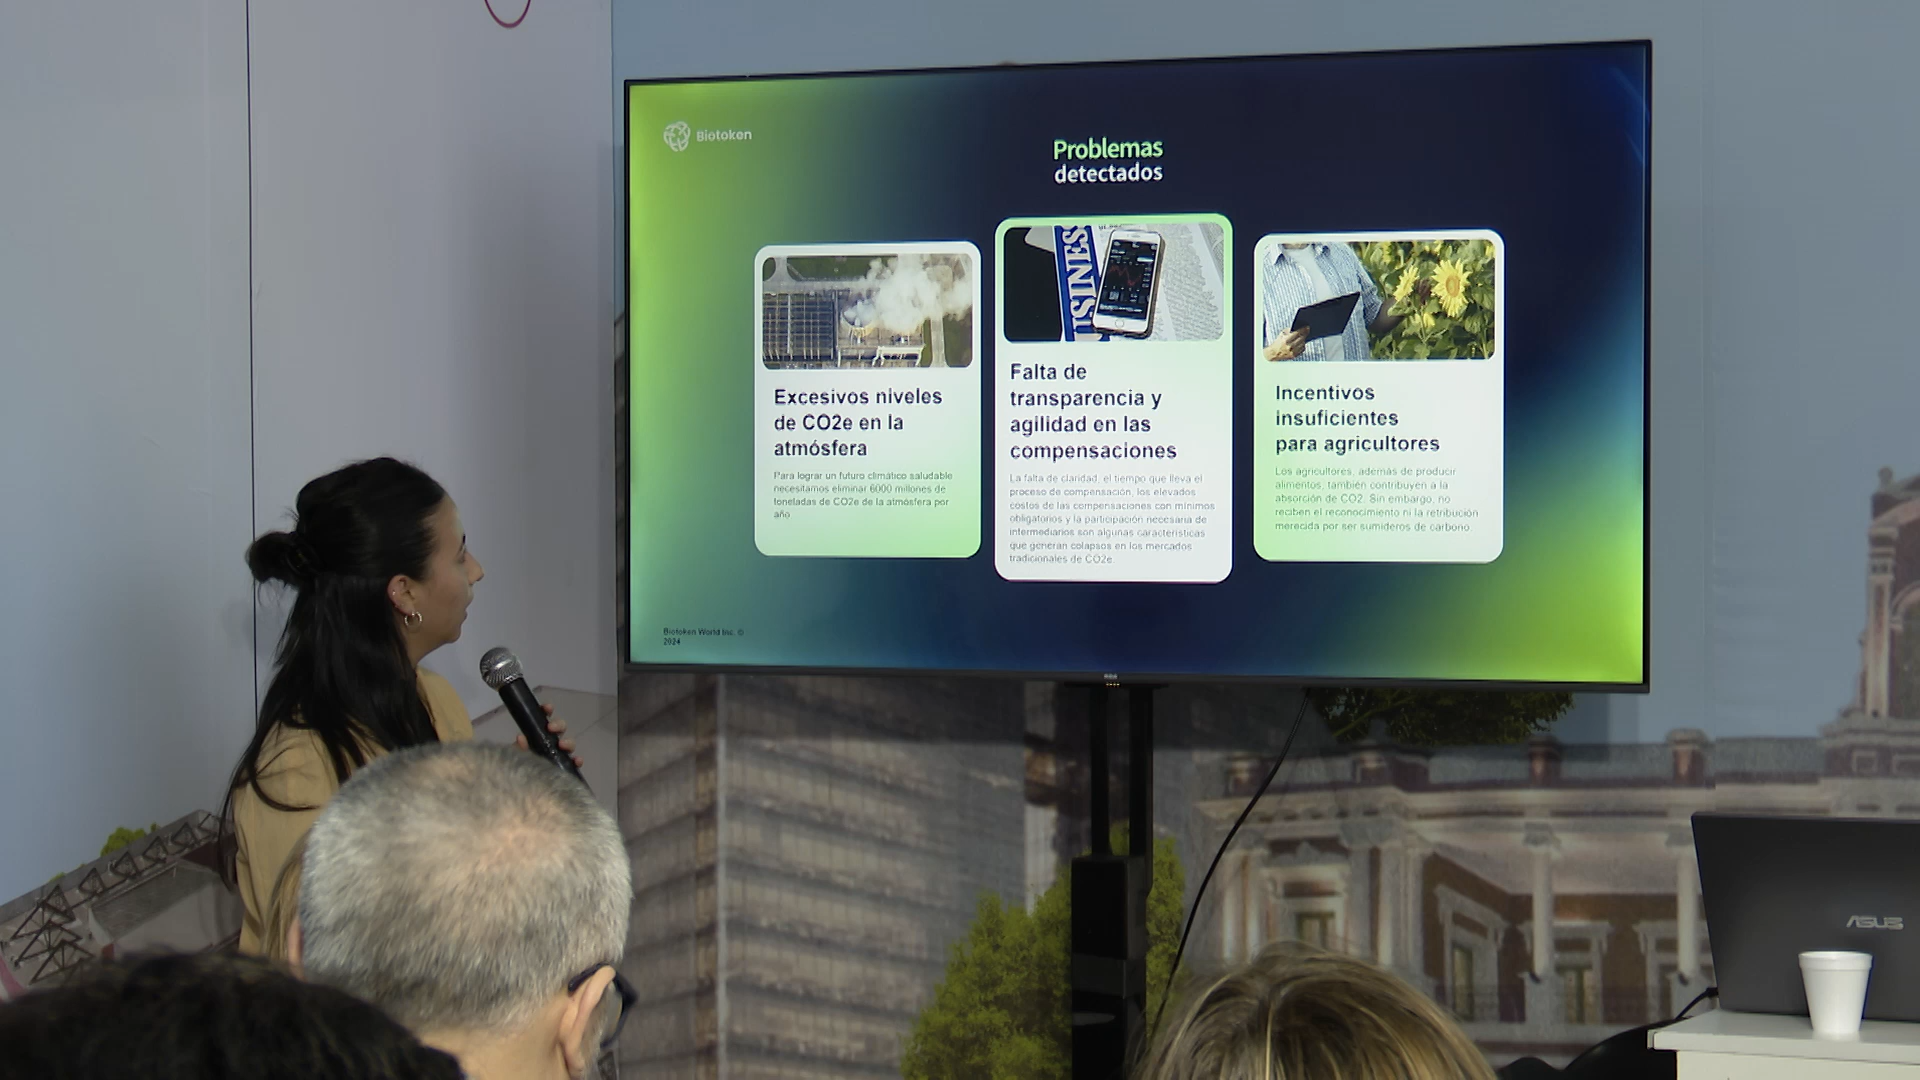 Biotoken
Problemas
detectados
Excesivos niveles
de CO2e en la
atmósfera
Para lograr un futuro climático saludable
necesitamos eliminar 6000 millones de
toneladas de CO2e de la atmósfera por
año
BUSINESS
Falta de
transparencia y
agilidad en las
compensaciones
La falta de claridad, el tiempo que lleva el
proceso de compensación, los elevados
costos de las compensaciones con mínimos
obligatorios y la participación necesaria de
intermediarios son algunas características
que generan colapsos en los mercados
tradicionales de CO2e.
Incentivos
insuficientes
para agricultores
Los agricultores, además de producir
alimentos, también contribuyen a la
absorción de CO2. Sin embargo, no
reciben el reconocimiento ni la retribución
merecida por ser sumideros de carbono.
Biotoken World Inc. ©
2024
ASUS